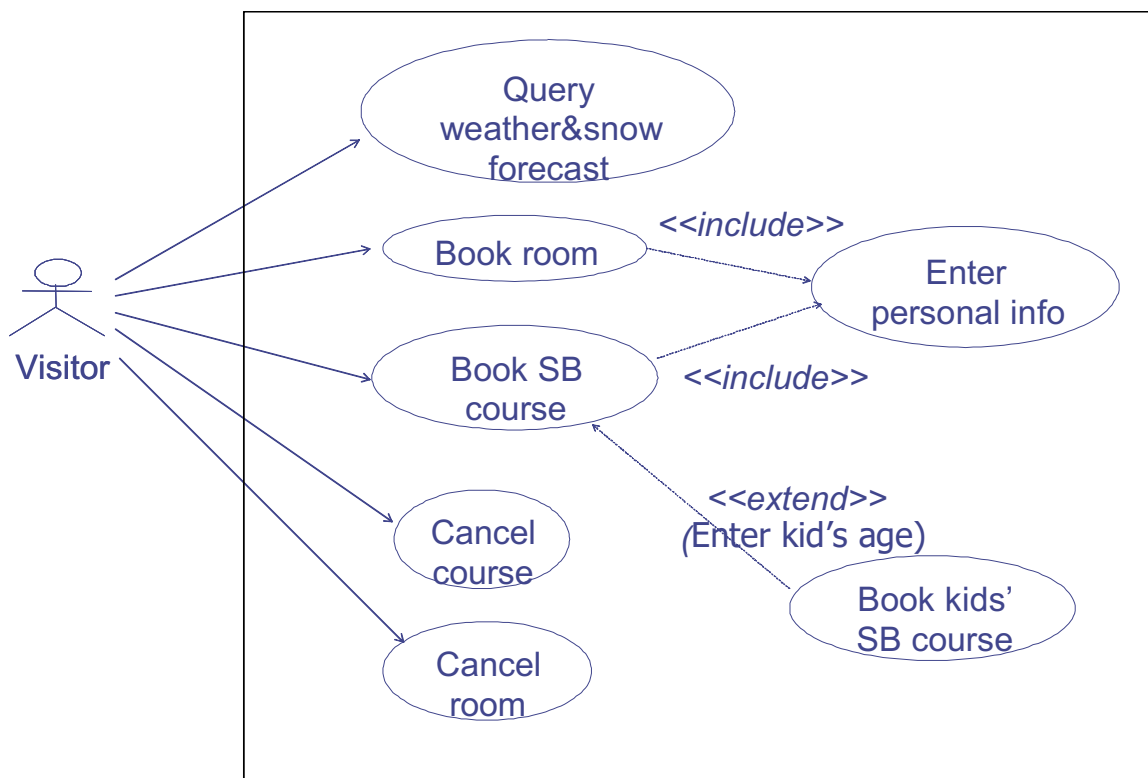 Query
weather&snow
forecast
<<include>>
Book room
Enter
personal info
Visitor
Book SB
course
<<include>>
<<extend>>
(Enter kid's age)
Cancel
course
Book kids'
SB course
Cancel
room